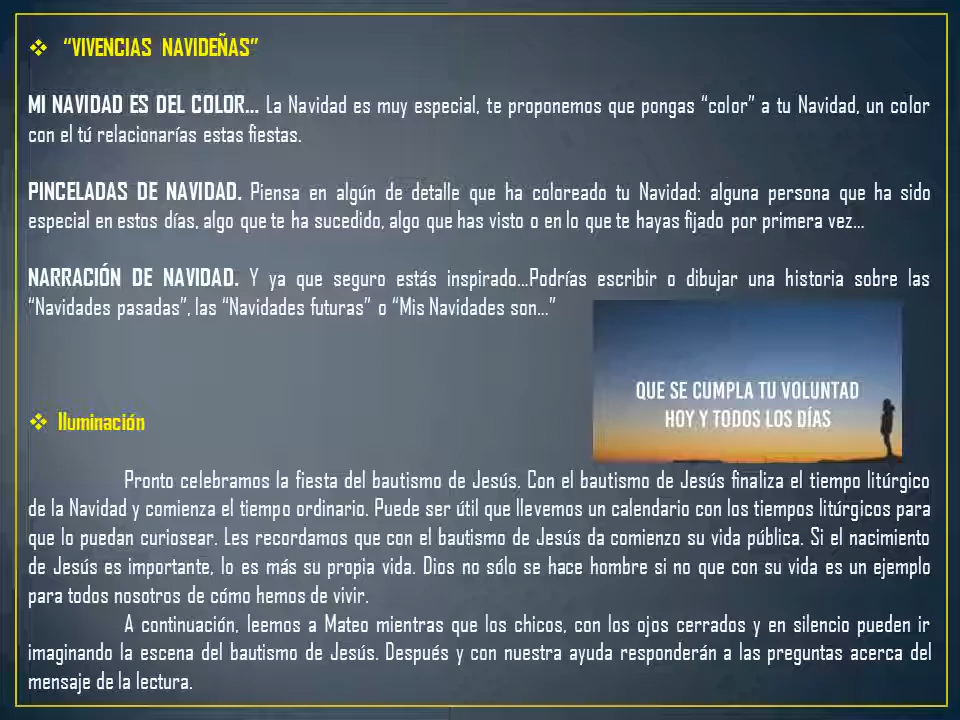 ❖ “VIVENCIAS NAVIDEÑAS”
MI NAVIDAD ES DEL COLOR… La Navidad es muy especial, te proponemos que pongas “color” a tu Navidad, un color
con el tú relacionarías estas fiestas.
PINCELADAS DE NAVIDAD. Piensa en algún de detalle que ha coloreado tu Navidad: alguna persona que ha sido
especial en estos días, algo que te ha sucedido, algo que has visto o en lo que te hayas fijado por primera vez…
NARRACIÓN DE NAVIDAD. Y ya que seguro estás inspirado…Podrías escribir o dibujar una historia sobre las
“Navidades pasadas”, las “Navidades futuras” o “Mis Navidades son…”
QUE SE CUMPLA TU VOLUNTAD
HOY Y TODOS LOS DÍAS
❖ Iluminación
Pronto celebramos la fiesta del bautismo de Jesús. Con el bautismo de Jesús finaliza el tiempo litúrgico
de la Navidad y comienza el tiempo ordinario. Puede ser útil que llevemos un calendario con los tiempos litúrgicos para
que lo puedan curiosear. Les recordamos que con el bautismo de Jesús da comienzo su vida pública. Si el nacimiento
de Jesús es importante, lo es más su propia vida. Dios no sólo se hace hombre si no que con su vida es un ejemplo
para todos nosotros de cómo hemos de vivir.
A continuación, leemos a Mateo mientras que los chicos, con los ojos cerrados y en silencio pueden ir
imaginando la escena del bautismo de Jesús. Después y con nuestra ayuda responderán a las preguntas acerca del
mensaje de la lectura.